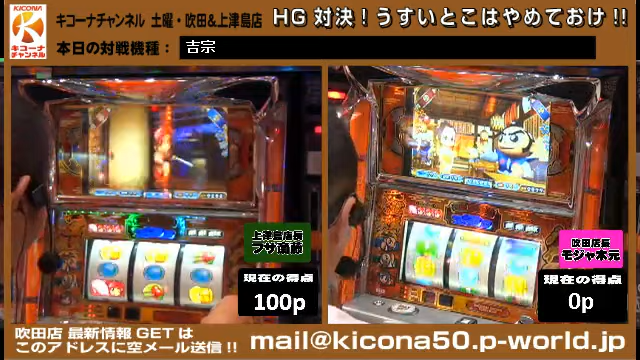 KICONA
キコーナ
チャンネル
キコーナチャンネル 土曜・吹田&上津島店
HG対決!うすいとこはやめておけ!!
本日の対戦機種: 吉宗
上津島店長
現在の得点
100p
吹田店長
モジャ木元
現在の得点
0p
吹田店 最新情報GETは
このアドレスに空メール送信!!
mail@kicona50.p-world.jp